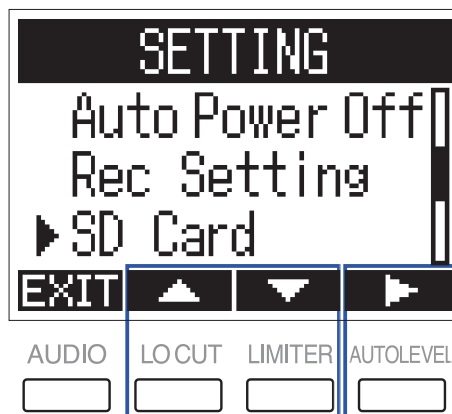 SETTING
Auto Power Off
Rec Setting
SD Card
EXIT
AUDIO LO CUT LIMITER AUTOLEVEL